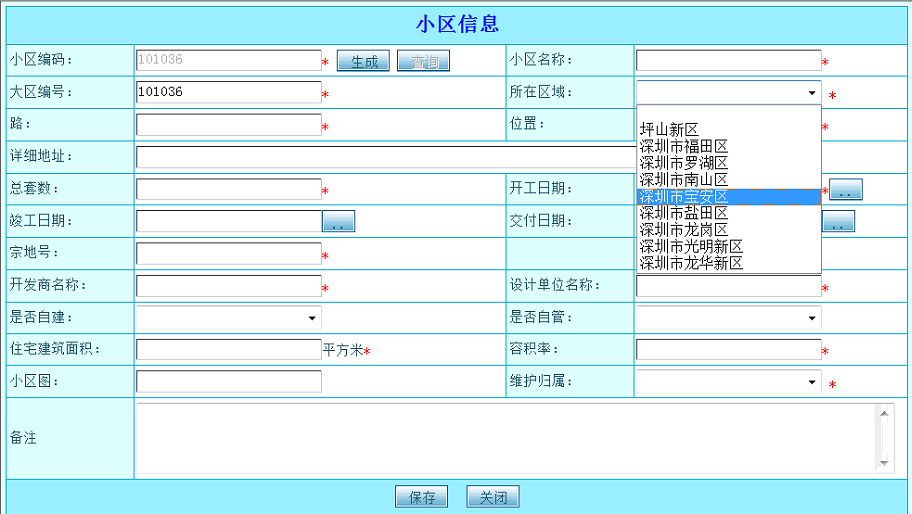 小区信息
小区编码： 101036 * 生成 查询 小区名称： *
大区编号： 101036 * 所在区域： *
路： * 位置： *
坪山新区
深圳市福田区
深圳市罗湖区
深圳市南山区
深圳市宝安区
深圳市盐田区
深圳市龙岗区
深圳市光明新区
深圳市龙华新区
详细地址：
总套数： * 开工日期： * ..
竣工日期： .. 交付日期： ..
宗地号： *
开发商名称： * 设计单位名称： *
是否自建： 是否自管：
住宅建筑面积： 平方米* 容积率： *
小区图： 维护归属： *
备注
保存 关闭